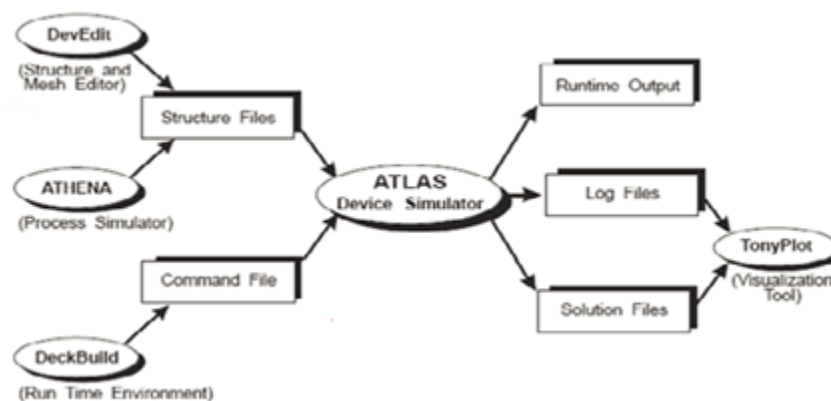 DevEdit
(Structure and
Mesh Editor)
Structure Files
ATHENA
(Process Simulator)
Command File
DeckBuild
(Run Time Environment)
ATLAS
Device Simulator
Runtime Output
Log Files
Solution Files
TonyPlot
(Visualization
Tool)